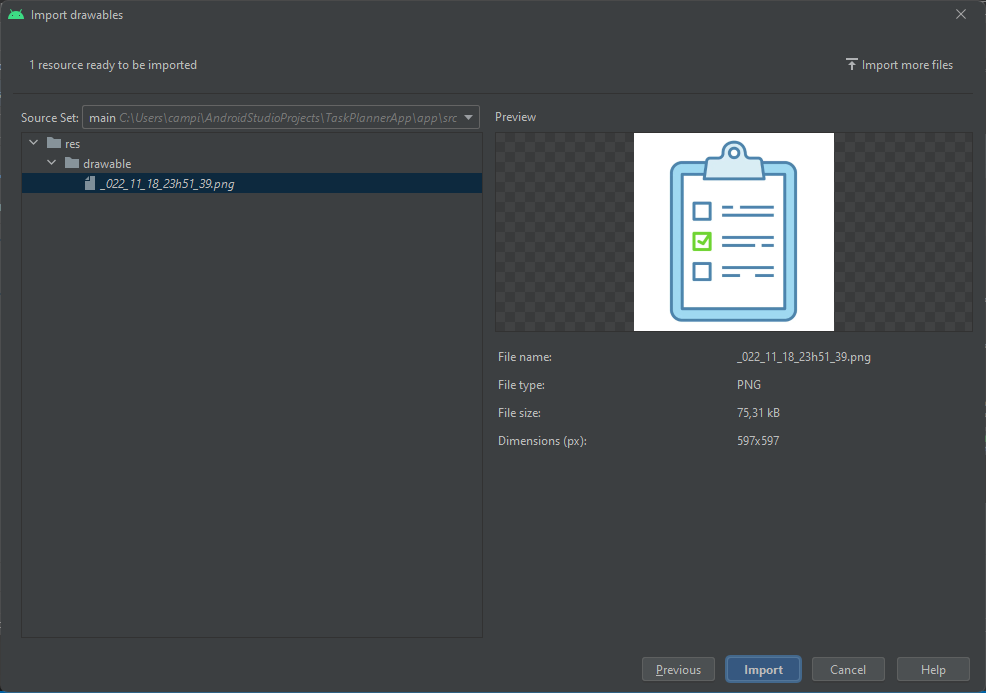 Import drawables
1 resource ready to be imported
Import more files
Source Set: main C:\Users\campi\AndroidStudioProjects\TaskPlannerApp\app\src
Preview
res
drawable
_022_11_18_23h51_39.png
File name: _022_11_18_23h51_39.png
File type: PNG
File size: 75,31 kB
Dimensions (px): 597x597
Previous Import Cancel Help